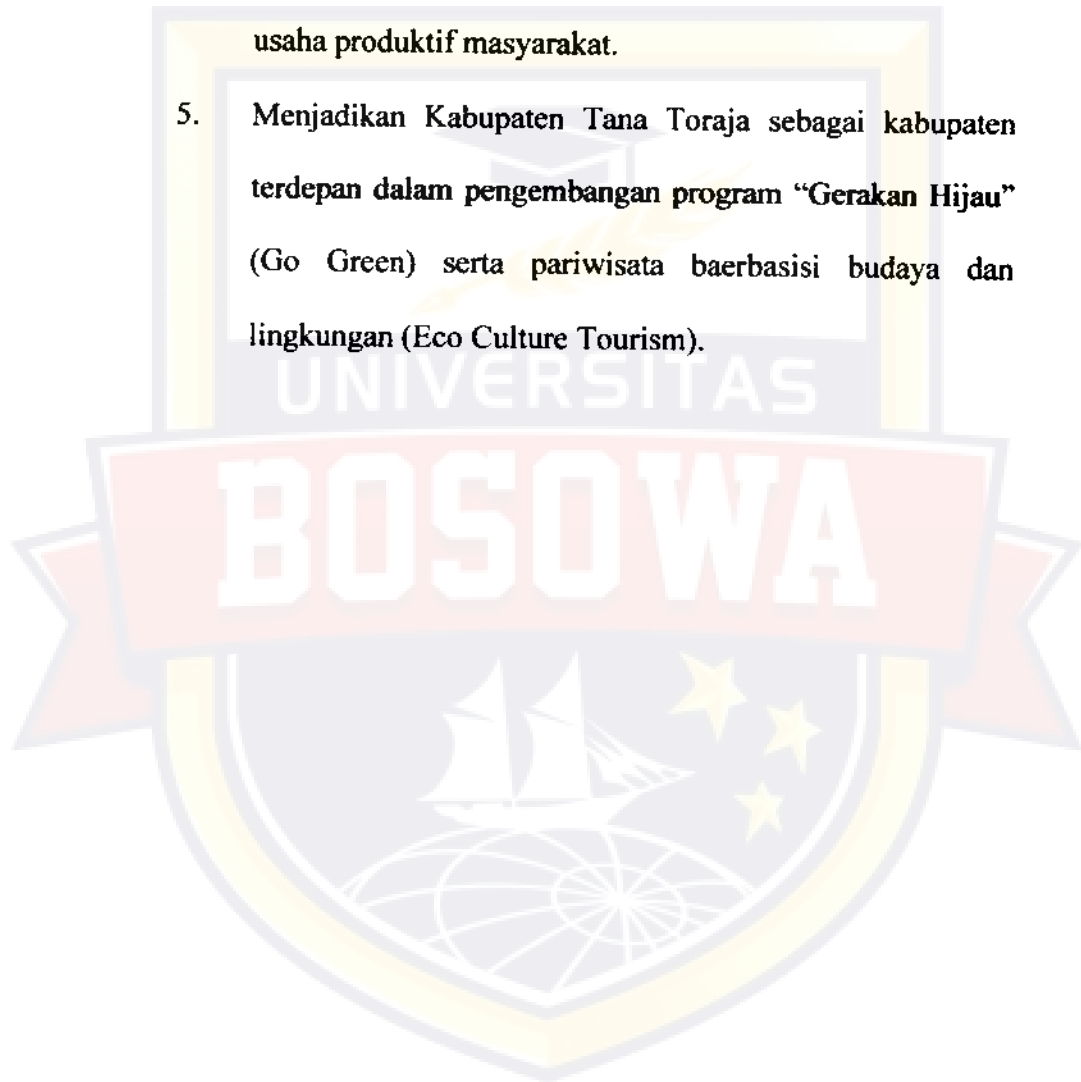 usaha produktif masyarakat.
5. Menjadikan Kabupaten Tana Toraja sebagai kabupaten
terdepan dalam pengembangan program “Gerakan Hijau”
(Go Green) serta pariwisata baerbasisi budaya dan
lingkungan (Eco Culture Tourism).
UNIVERSITAS
BOSOWA